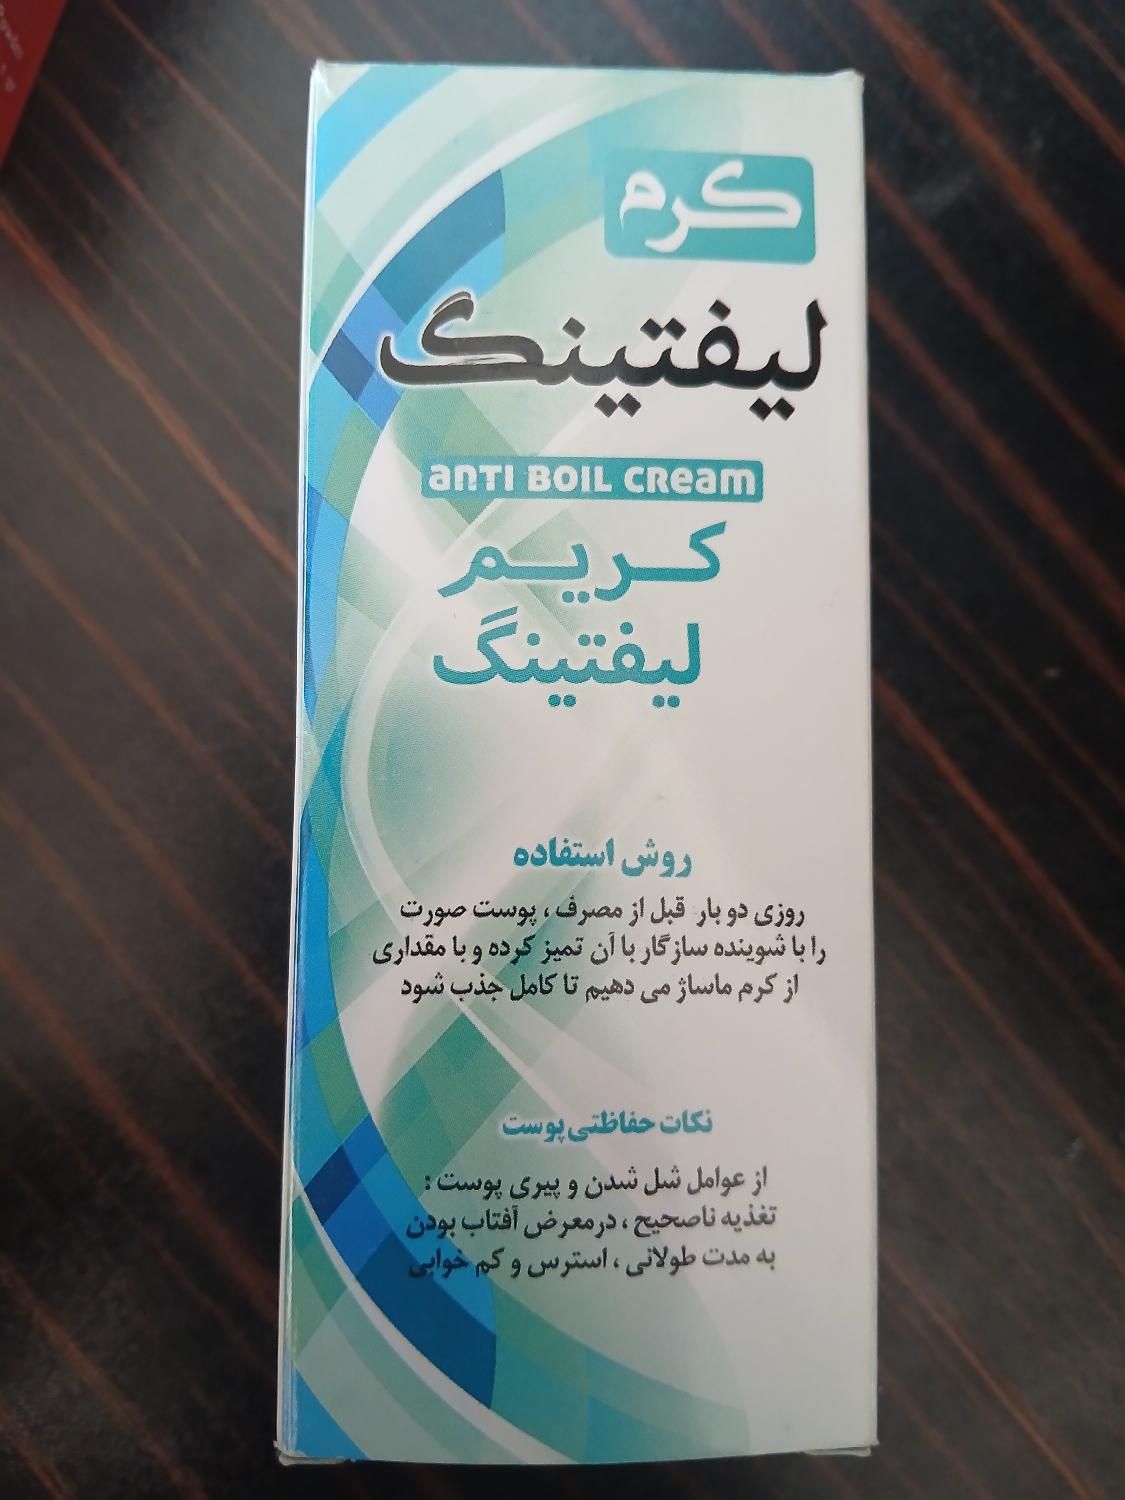 کرم
لیفتینگ
anti BOIL CReam
کریم
لیفتینگ
روش استفاده
روزی دو بار قبل از مصرف ، پوست صورت
را با شوینده سازگار با آن تمیز کرده و با مقداری
از کرم ماساژ می دهیم تا کامل جذب شود
نکات حفاظتی پوست
از عوامل شل شدن و پیری پوست :
تغذیه ناصحیح ، درمعرض آفتاب بودن
به مدت طولانی ، استرس و کم خوابی